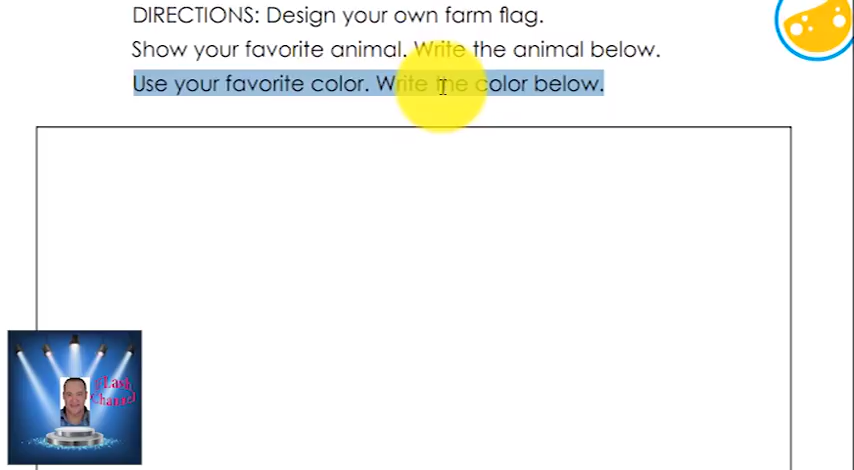 DIRECTIONS: Design your own farm flag.
Show your favorite animal. Write the animal below.
Use your favorite color. Write the color below.
Lash
Channel